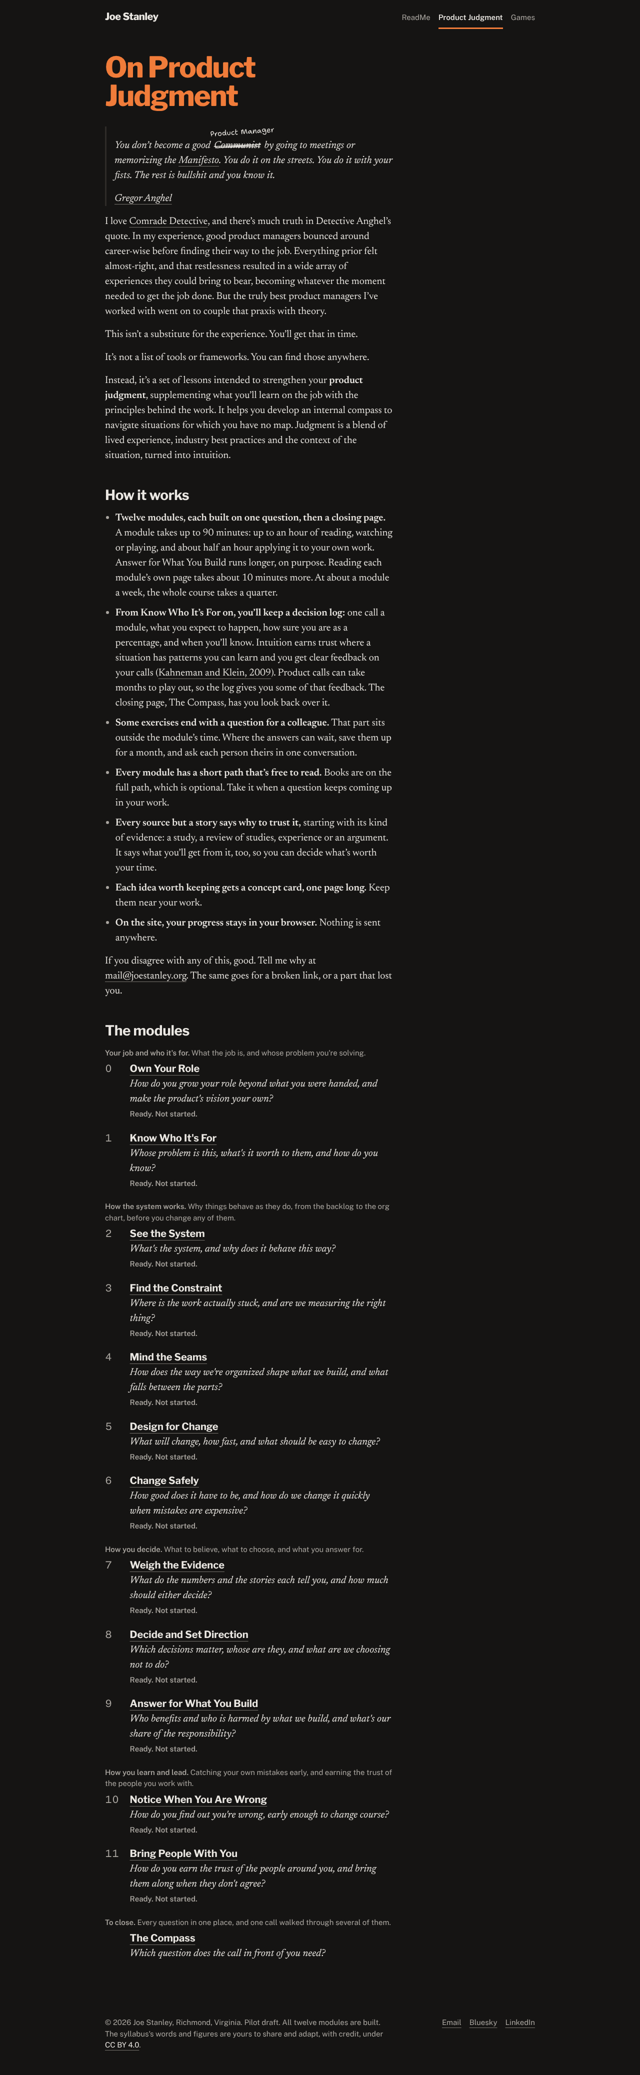 Joe Stanley
ReadMe Product Judgment Games
On Product
Judgment
Product Manager
You don't become a good Communist by going to meetings or
memorizing the Manifesto. You do it on the streets. You do it with your
fists. The rest is bullshit and you know it.
Gregor Anghel
I love Comrade Detective, and there's much truth in Detective Anghel's
quote. In my experience, good product managers bounced around
career-wise before finding their way to the job. Everything prior felt
almost-right, and that restlessness resulted in a wide array of
experiences they could bring to bear, becoming whatever the moment
needed to get the job done. But the truly best product managers I've
worked with went on to couple that praxis with theory.
This isn't a substitute for the experience. You'll get that in time.
It's not a list of tools or frameworks. You can find those anywhere.
Instead, it's a set of lessons intended to strengthen your product
judgment, supplementing what you'll learn on the job with the
principles behind the work. It helps you develop an internal compass to
navigate situations for which you have no map. Judgment is a blend of
lived experience, industry best practices and the context of the
situation, turned into intuition.
How it works
• Twelve modules, each built on one question, then a closing page.
A module takes up to 90 minutes: up to an hour of reading, watching
or playing, and about half an hour applying it to your own work.
Answer for What You Build runs longer, on purpose. Reading each
module's own page takes about 10 minutes more. At about a module
a week, the whole course takes a quarter.
• From Know Who It's For on, you'll keep a decision log: one call a
module, what you expect to happen, how sure you are as a
percentage, and when you'll know. Intuition earns trust where a
situation has patterns you can learn and you get clear feedback on
your calls (Kahneman and Klein, 2009). Product calls can take
months to play out, so the log gives you some of that feedback. The
closing page, The Compass, has you look back over it.
• Some exercises end with a question for a colleague. That part sits
outside the module's time. Where the answers can wait, save them up
for a month, and ask each person theirs in one conversation.
• Every module has a short path that's free to read. Books are on the
full path, which is optional. Take it when a question keeps coming up
in your work.
• Every source but a story says why to trust it, starting with its kind
of evidence: a study, a review of studies, experience or an argument.
It says what you'll get from it, too, so you can decide what's worth
your time.
• Each idea worth keeping gets a concept card, one page long. Keep
them near your work.
• On the site, your progress stays in your browser. Nothing is sent
anywhere.
If you disagree with any of this, good. Tell me why at
mail@joestanley.org. The same goes for a broken link, or a part that lost
you.
The modules
Your job and who it's for. What the job is, and whose problem you're solving.
0 Own Your Role
How do you grow your role beyond what you were handed, and
make the product's vision your own?
Ready. Not started.
1 Know Who It's For
Whose problem is this, what's it worth to them, and how do you
know?
Ready. Not started.
How the system works. Why things behave as they do, from the backlog to the org
chart, before you change any of them.
2 See the System
What's the system, and why does it behave this way?
Ready. Not started.
3 Find the Constraint
Where is the work actually stuck, and are we measuring the right
thing?
Ready. Not started.
4 Mind the Seams
How does the way we're organized shape what we build, and what
falls between the parts?
Ready. Not started.
5 Design for Change
What will change, how fast, and what should be easy to change?
Ready. Not started.
6 Change Safely
How good does it have to be, and how do we change it quickly
when mistakes are expensive?
Ready. Not started.
How you decide. What to believe, what to choose, and what you answer for.
7 Weigh the Evidence
What do the numbers and the stories each tell you, and how much
should either decide?
Ready. Not started.
8 Decide and Set Direction
Which decisions matter, whose are they, and what are we choosing
not to do?
Ready. Not started.
9 Answer for What You Build
Who benefits and who is harmed by what we build, and what's our
share of the responsibility?
Ready. Not started.
How you learn and lead. Catching your own mistakes early, and earning the trust of
the people you work with.
10 Notice When You Are Wrong
How do you find out you're wrong, early enough to change course?
Ready. Not started.
11 Bring People With You
How do you earn the trust of the people around you, and bring
them along when they don't agree?
Ready. Not started.
To close. Every question in one place, and one call walked through several of them.
The Compass
Which question does the call in front of you need?
© 2026 Joe Stanley, Richmond, Virginia. Pilot draft. All twelve modules are built.
The syllabus's words and figures are yours to share and adapt, with credit, under
CC BY 4.0.
Email Bluesky LinkedIn